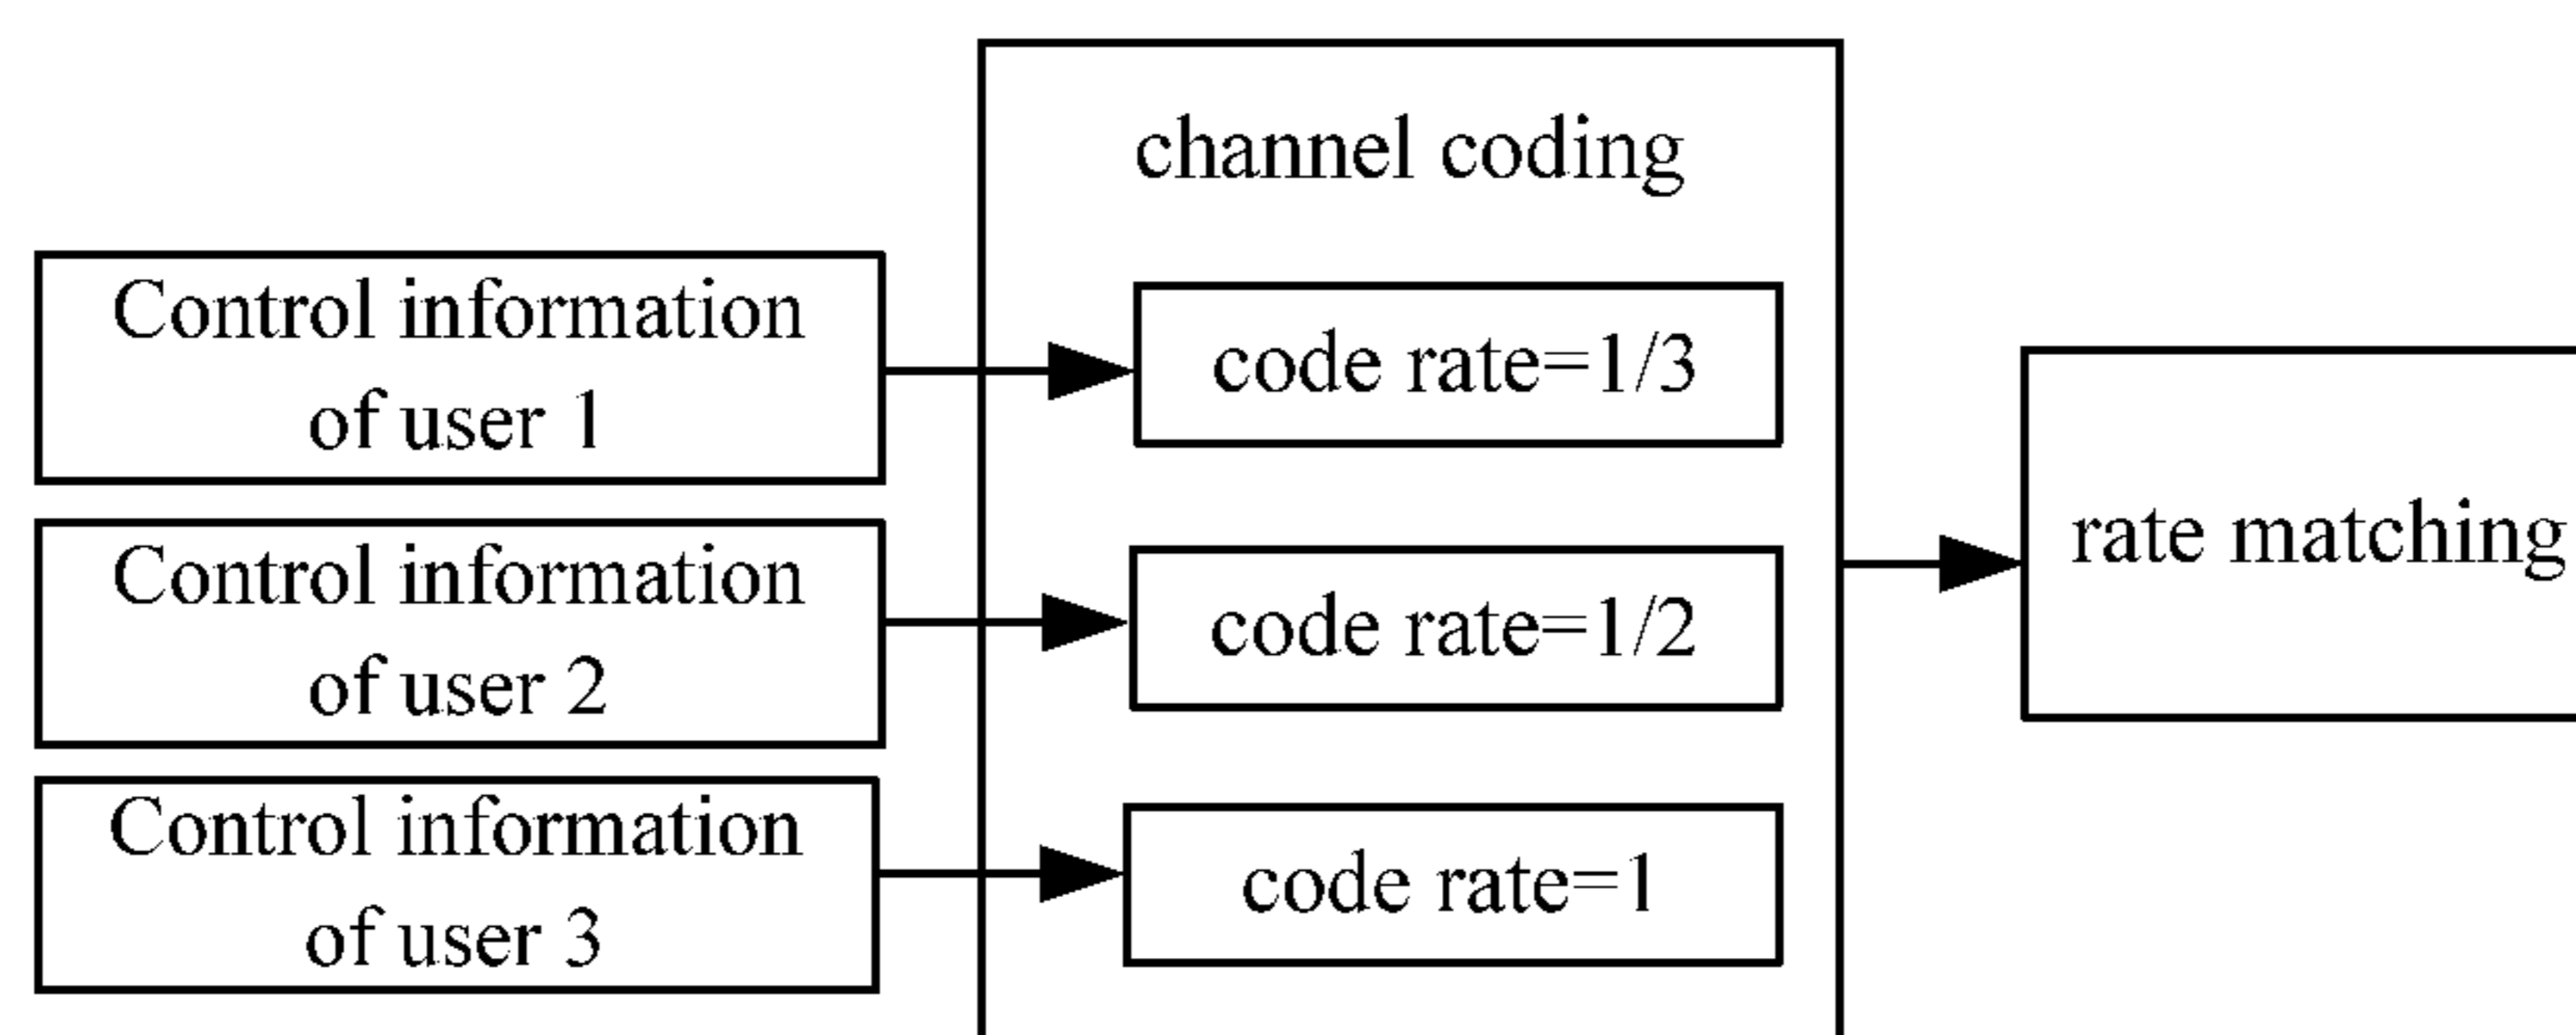 channel coding
Control information
of user 1
code rate=1/3
Control information
of user 2
code rate=1/2
rate matching
Control information
of user 3
code rate=1